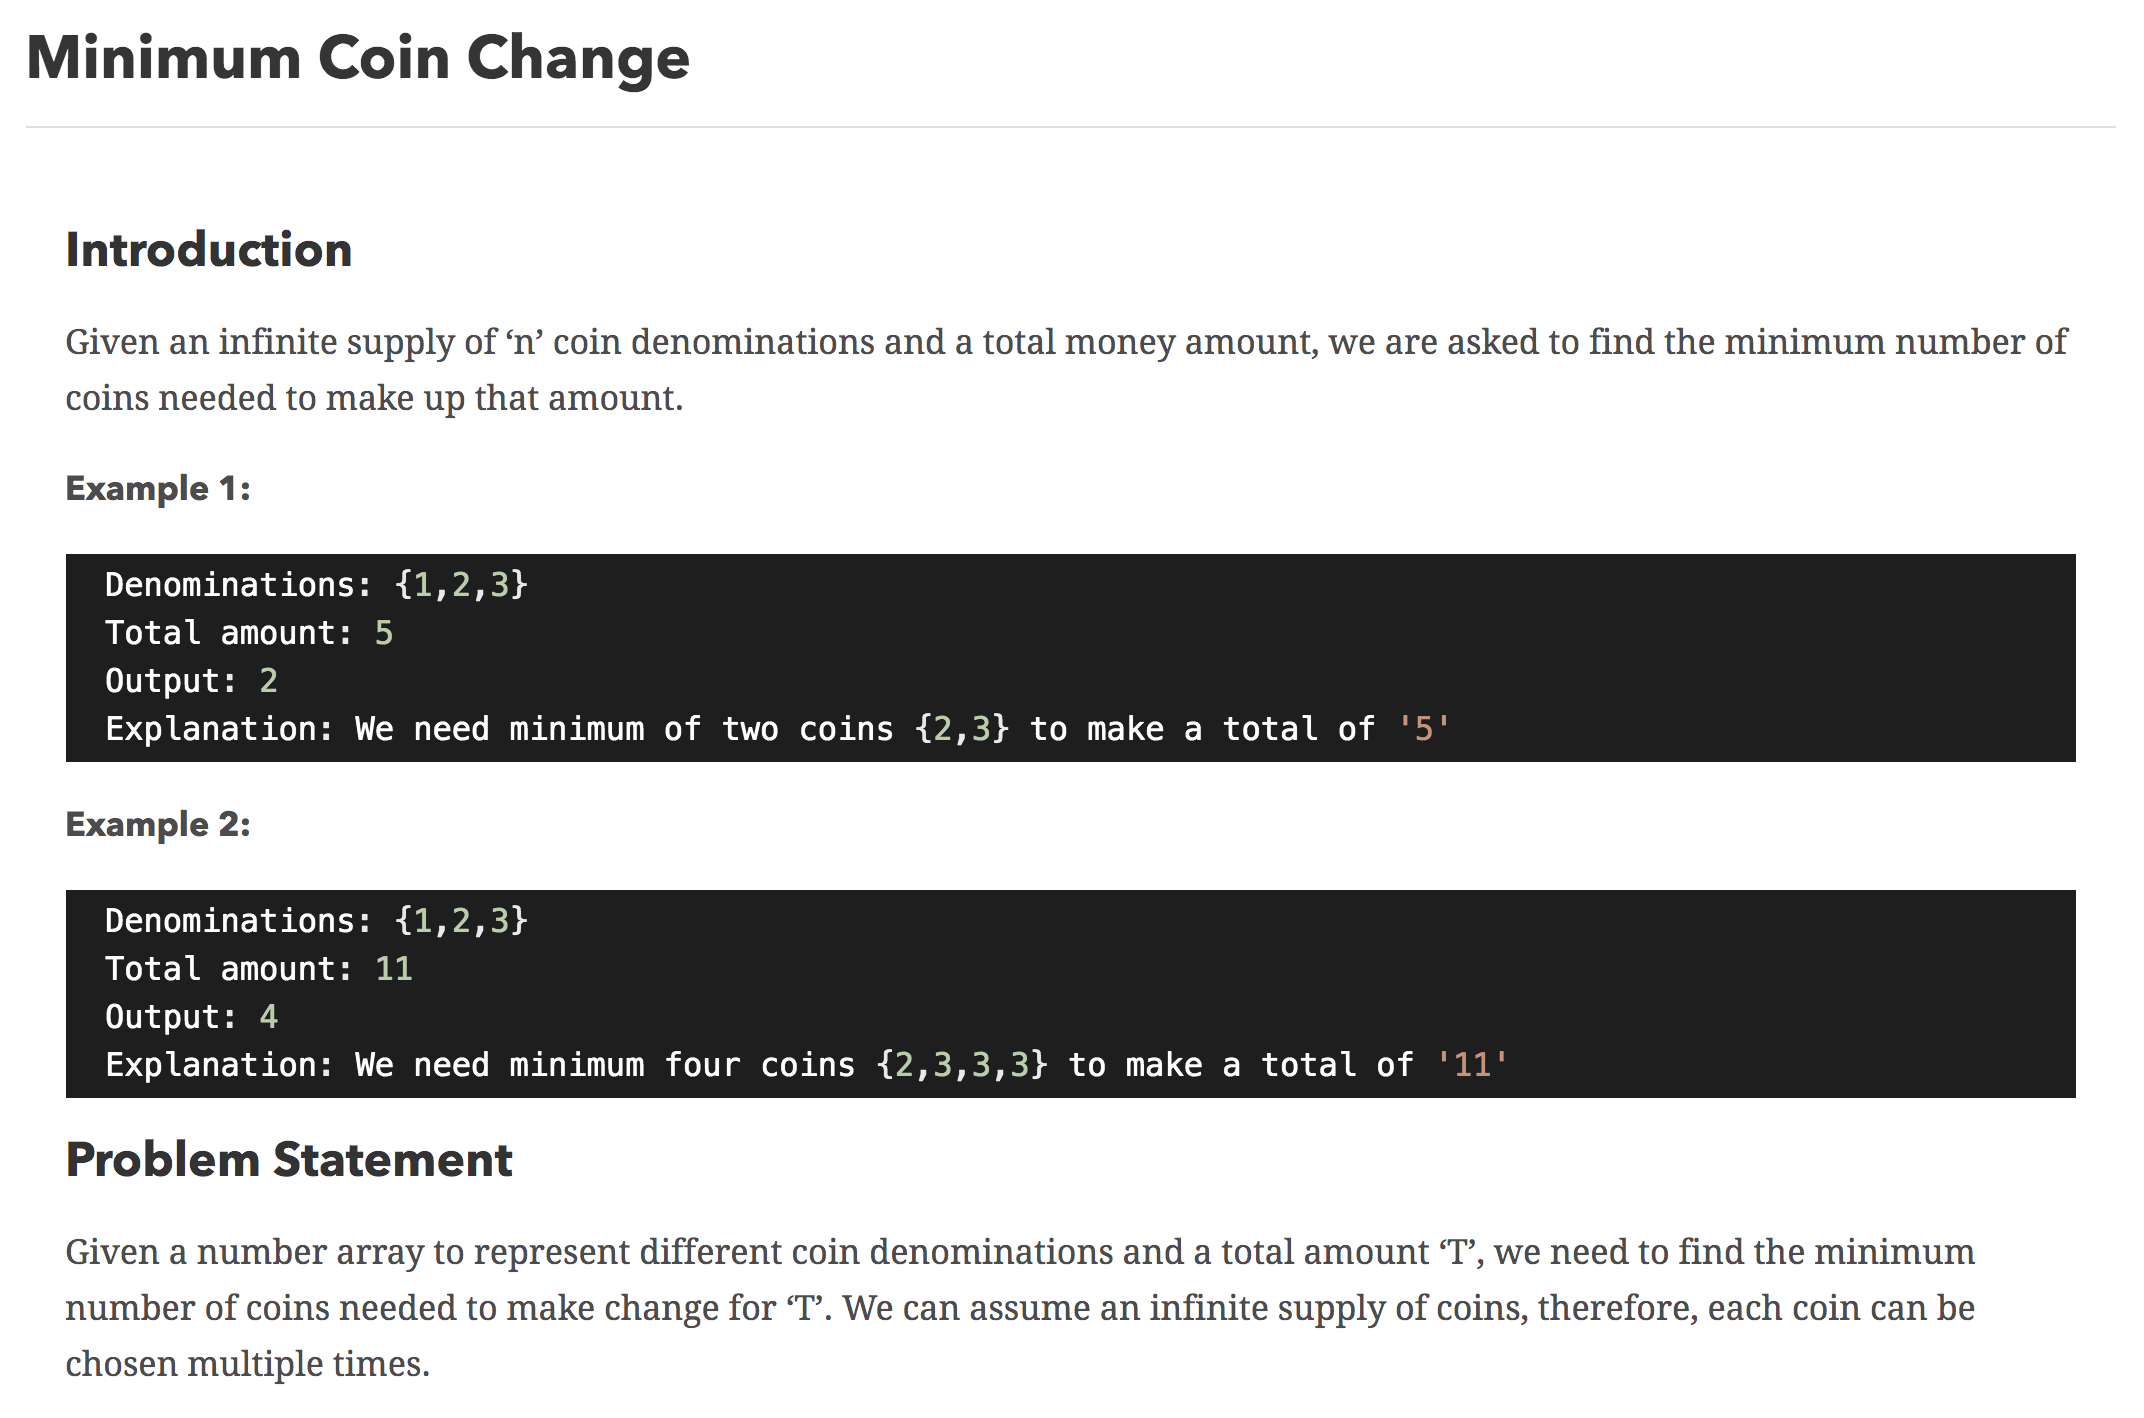 Minimum Coin Change
Introduction
Given an infinite supply of ‘n’ coin denominations and a total money amount, we are asked to find the minimum number of
coins needed to make up that amount.
Example 1:
Denominations: {1,2,3}
Total amount: 5
Output: 2
Explanation: We need minimum of two coins {2,3} to make a total of '5'
Example 2:
Denominations: {1,2,3}
Total amount: 11
Output: 4
Explanation: We need minimum four coins {2,3,3,3} to make a total of '11'
Problem Statement
Given a number array to represent different coin denominations and a total amount ‘T’, we need to find the minimum
number of coins needed to make change for ‘T’. We can assume an infinite supply of coins, therefore, each coin can be
chosen multiple times.